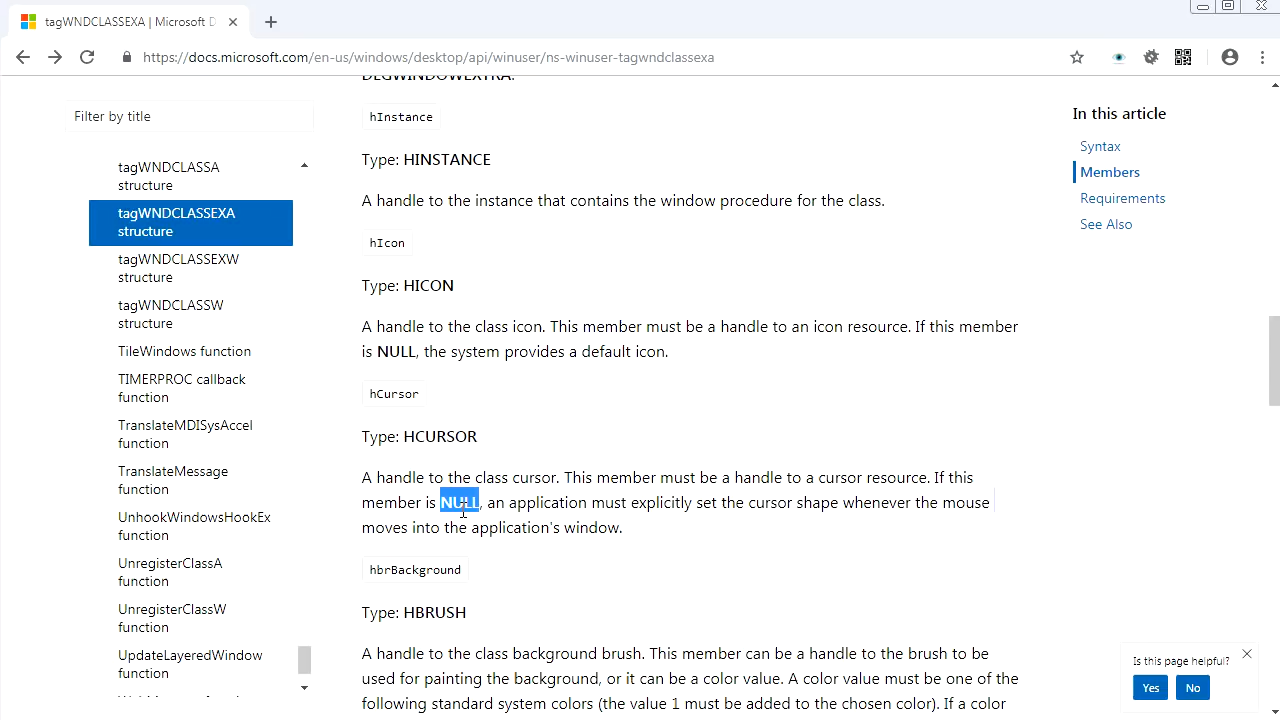 tagWNDCLASSEXA | Microsoft D
https://docs.microsoft.com/en-us/windows/desktop/api/winuser/ns-winuser-tagwndclassexa
Filter by title
tagWNDCLASSA
structure
tagWNDCLASSEXA
structure
tagWNDCLASSEXW
structure
tagWNDCLASSW
structure
TileWindows function
TIMERPROC callback
function
TranslateMDISysAccel
function
TranslateMessage
function
UnhookWindowsHookEx
function
UnregisterClassA
function
UnregisterClassW
function
UpdateLayeredWindow
function
DLGWINDOWEXTRA.
hInstance
Type: HINSTANCE
A handle to the instance that contains the window procedure for the class.
hIcon
Type: HICON
A handle to the class icon. This member must be a handle to an icon resource. If this member
is NULL, the system provides a default icon.
hCursor
Type: HCURSOR
A handle to the class cursor. This member must be a handle to a cursor resource. If this
member is NULL, an application must explicitly set the cursor shape whenever the mouse
moves into the application's window.
hbrBackground
Type: HBRUSH
A handle to the class background brush. This member can be a handle to the brush to be
used for painting the background, or it can be a color value. A color value must be one of the
following standard system colors (the value 1 must be added to the chosen color). If a color
In this article
Syntax
Members
Requirements
See Also
Is this page helpful?
Yes
No